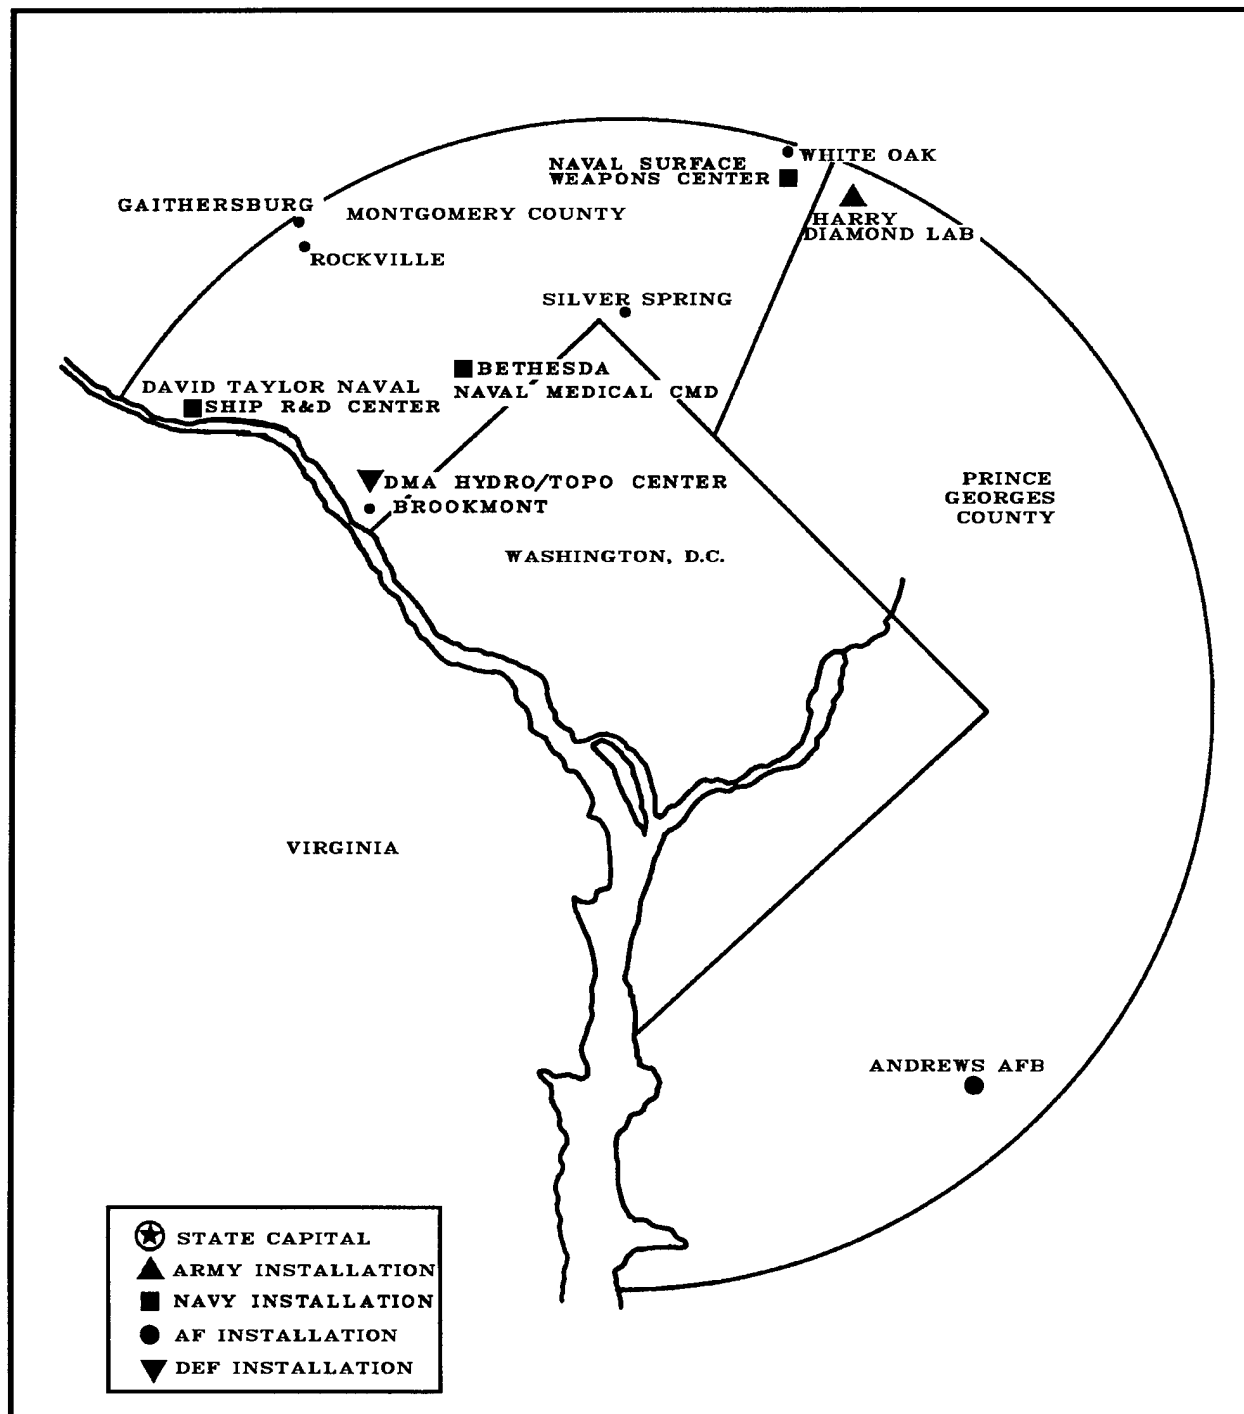 WHITE OAK
NAVAL SURFACE
WEAPONS CENTER
GAITHERSBURG
MONTGOMERY COUNTY
HARRY
DIAMOND LAB
ROCKVILLE
SILVER SPRING
BETHESDA
NAVAL MEDICAL CMD
DAVID TAYLOR NAVAL
SHIP R&D CENTER
DMA HYDRO/TOPO CENTER
BROOKMONT
PRINCE
GEORGES
COUNTY
WASHINGTON, D.C.
VIRGINIA
ANDREWS AFB
STATE CAPITAL
ARMY INSTALLATION
NAVY INSTALLATION
AF INSTALLATION
DEF INSTALLATION